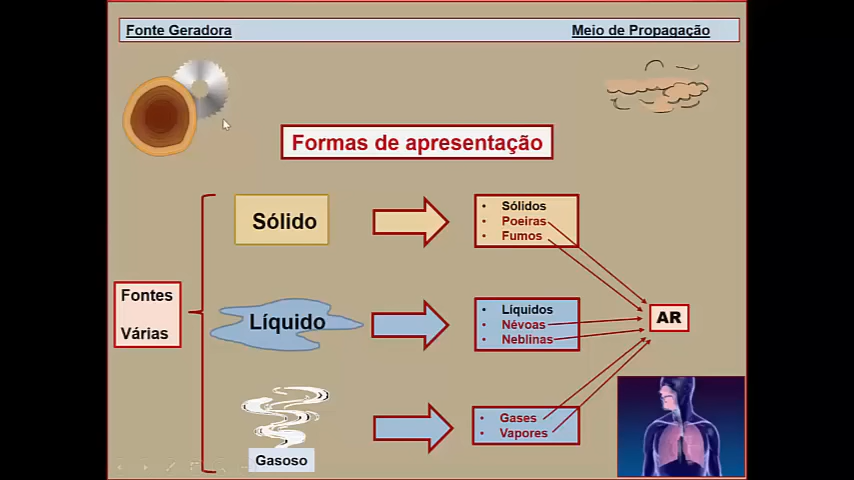 Fonte Geradora
Meio de Propagação
Formas de apresentação
Sólido
• Sólidos
• Poeiras
• Fumos
Fontes
Várias
Líquido
• Líquidos
• Névoas
• Neblinas
AR
Gasoso
• Gases
• Vapores